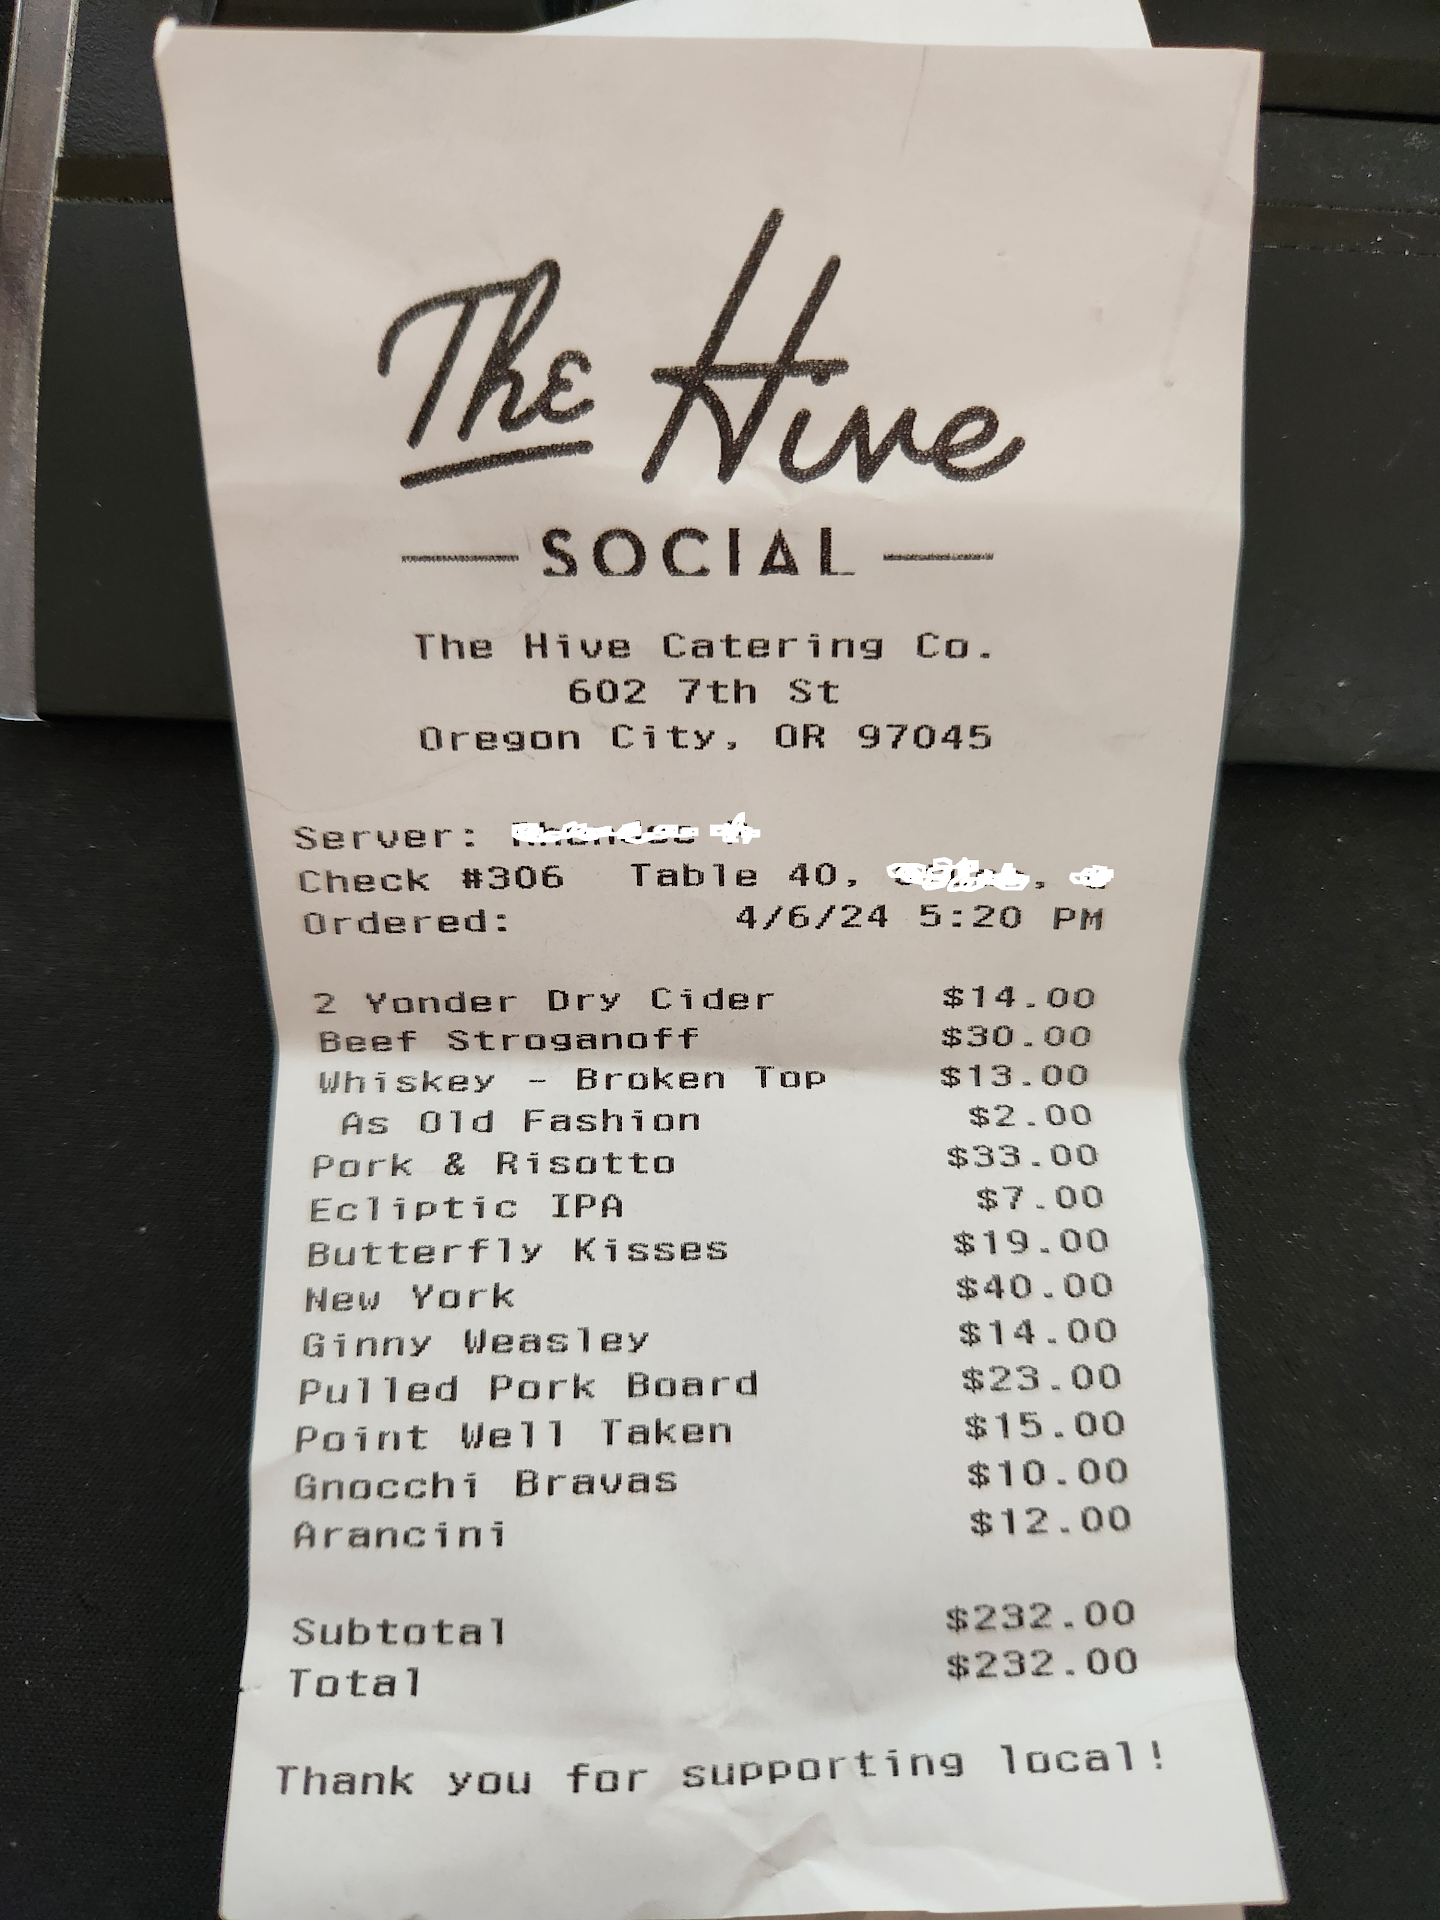 The Hive
SOCIAL
The Hive Catering Co.
602 7th St
Oregon City, OR 97045
Server:
Check #306 Table 40,
Ordered: 4/6/24 5:20 PM
2 Yonder Dry Cider $14.00
Beef Stroganoff $30.00
Whiskey - Broken Top $13.00
As Old Fashion $2.00
Pork & Risotto $33.00
Ecliptic IPA $7.00
Butterfly Kisses $19.00
New York $40.00
Ginny Weasley $14.00
Pulled Pork Board $23.00
Point Well Taken $15.00
Gnocchi Bravas $10.00
Arancini $12.00
Subtotal $232.00
Total $232.00
Thank you for supporting local!